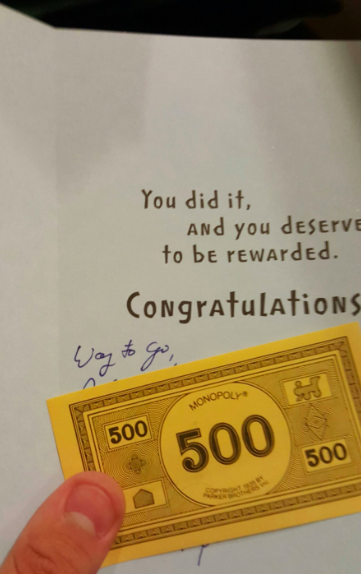 You did it,
AND you deserve
to be rewarded.
Congratulations
Way to go,
MONOPOLY®
500
500
500
COPYRIGHT 1935 BY
PARKER BROTHERS INC.